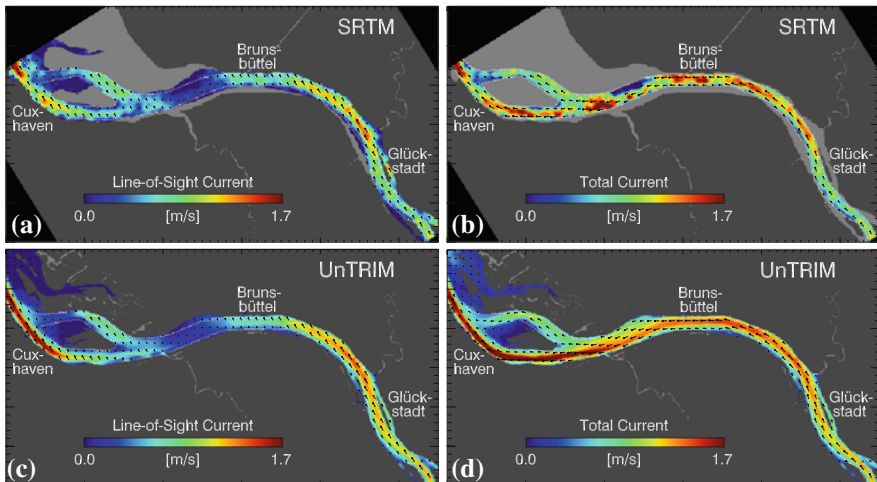 SRTM
Bruns-
büttel
Cux-
haven
Glück-
stadt
Line-of-Sight Current
0.0 [m/s] 1.7
(a)
SRTM
Bruns-
büttel
Cux-
haven
Glück-
stadt
Total Current
0.0 [m/s] 1.7
(b)
UnTRIM
Bruns-
büttel
Cux-
haven
Glück-
stadt
Line-of-Sight Current
0.0 [m/s] 1.7
(c)
UnTRIM
Bruns-
büttel
Cux-
haven
Glück-
stadt
Total Current
0.0 [m/s] 1.7
(d)